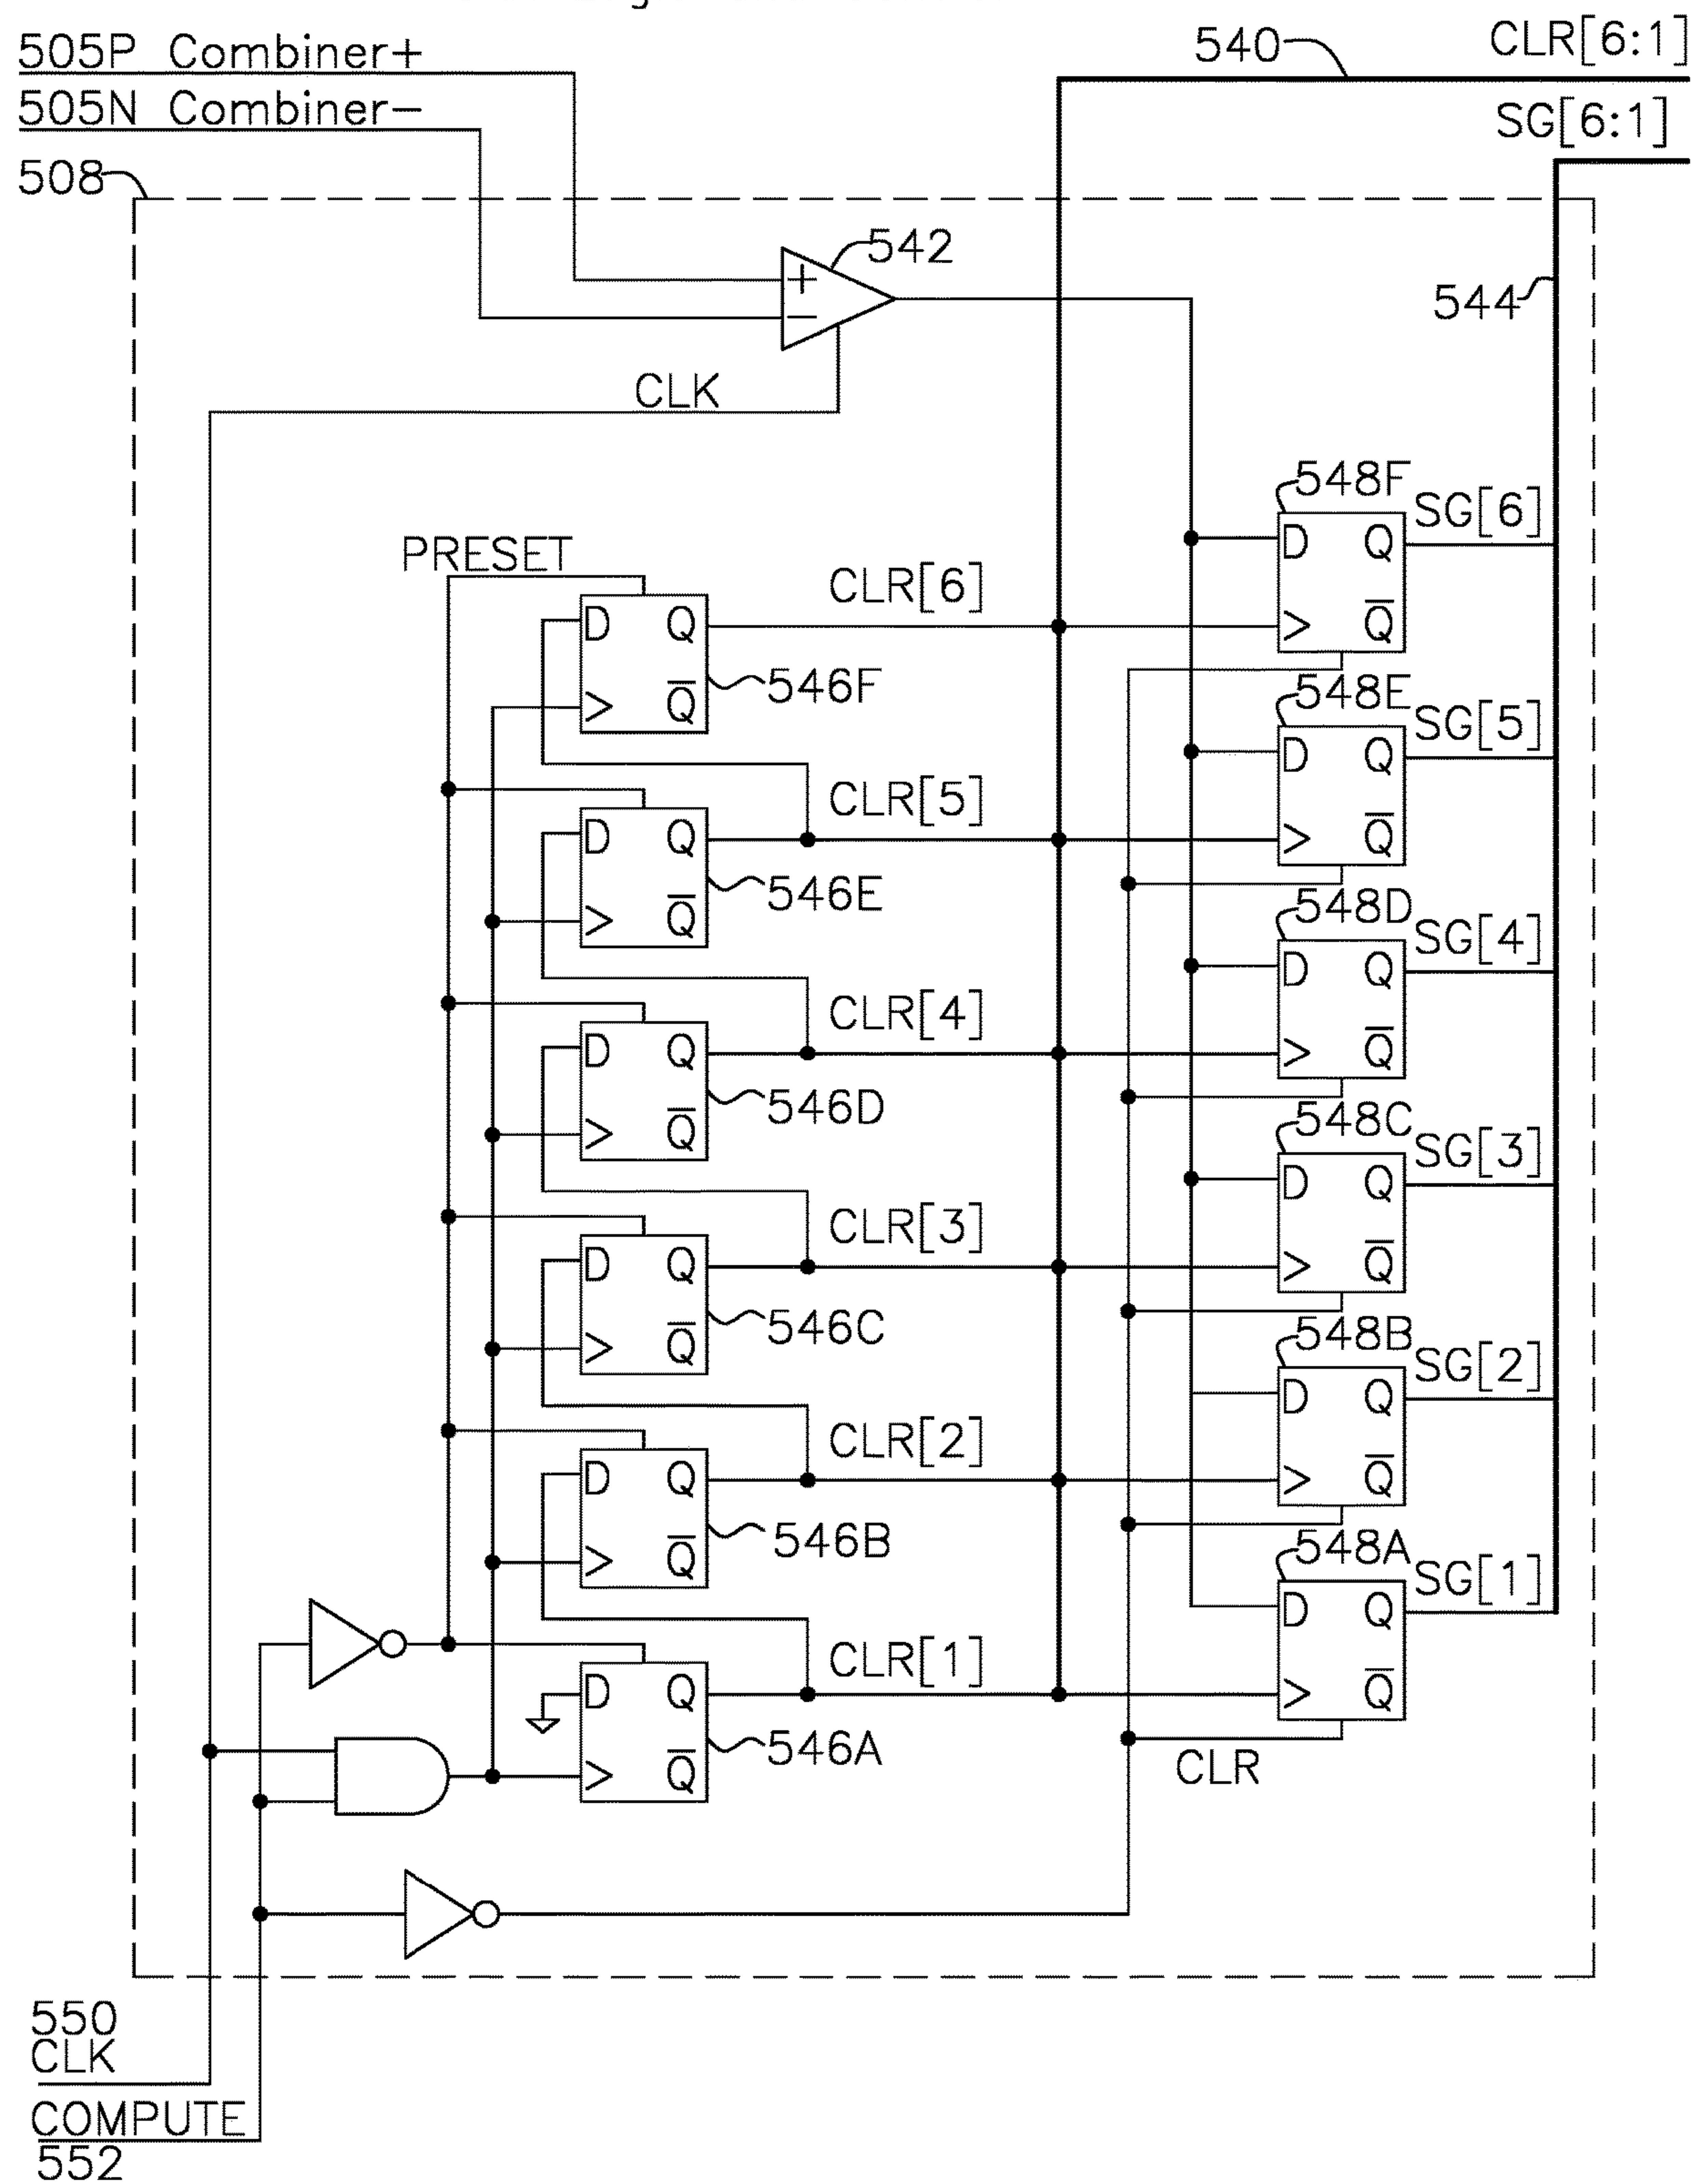 505P Combiner+
505N Combiner−
508
540
CLR[6:1]
SG[6:1]
542
+
−
544
CLK
548F
SG[6]
D Q
Q̅
PRESET
CLR[6]
D Q
Q̅
546F
548E
SG[5]
D Q
Q̅
CLR[5]
D Q
Q̅
546E
548D
SG[4]
D Q
Q̅
CLR[4]
D Q
Q̅
546D
548C
SG[3]
D Q
Q̅
CLR[3]
D Q
Q̅
546C
548B
SG[2]
D Q
Q̅
CLR[2]
D Q
Q̅
546B
548A
SG[1]
D Q
Q̅
CLR[1]
D Q
Q̅
546A
CLR
550
CLK
COMPUTE
552